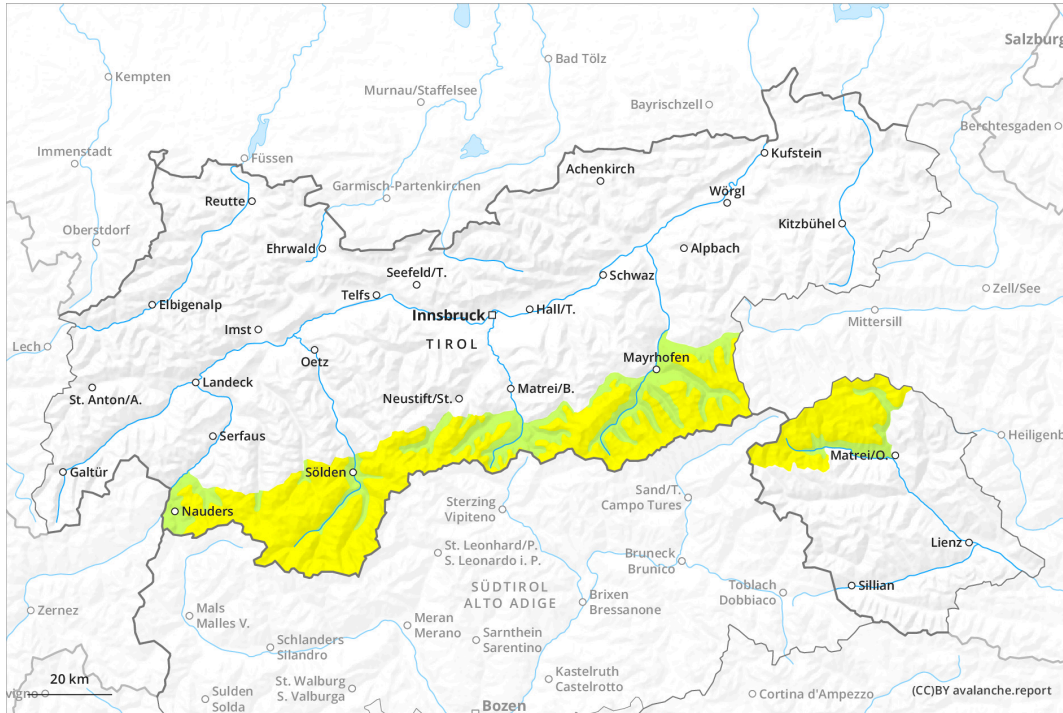 Salzburg
Kempten
Bad Tölz
Murnau/Staffelsee
Bayrischzell
Berchtesgaden
Immenstadt
Füssen
Kufstein
Achenkirch
Garmisch-Partenkirchen
Wörgl
Reutte
Oberstdorf
Kitzbühel
Ehrwald
Alpbach
Seefeld/T.
Schwaz
Zell/See
Telfs
Elbigenalp
Innsbruck
Hall/T.
Mittersill
Imst
TIROL
Lech
Oetz
Mayrhofen
Landeck
St. Anton/A.
Matrei/B.
Neustift/St.
Serfaus
Heiligenb
Matrei/O.
Galtür
Sölden
Sand/T.
Campo Tures
Sterzing
Vipiteno
Nauders
Lienz
St. Leonhard/P.
S. Leonardo i. P.
Bruneck
Brunico
SÜDTIROL
ALTO ADIGE
Toblach
Dobbiaco
Sillian
Brixen
Bressanone
Zernez
Mals
Malles V.
Meran
Merano
Sarnthein
Sarentino
Schlanders
Silandro
Kastelruth
Castelrotto
St. Walburg
S. Valburga
20 km
vigno
Sulden
Solda
Cortina d'Ampezzo
(CC)BY avalanche.report
Bozen